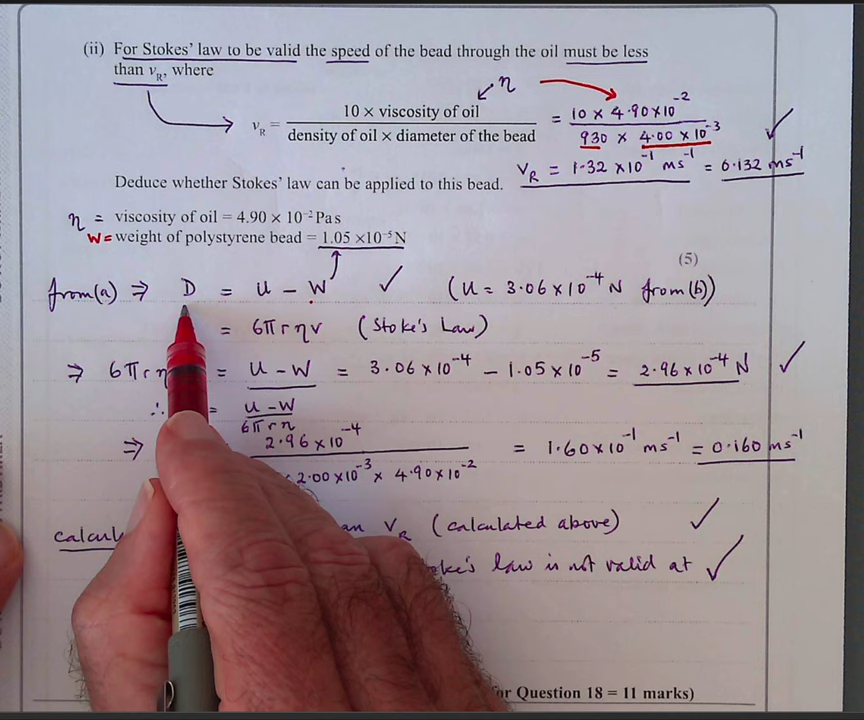 (ii) For Stokes' law to be valid the speed of the bead through the oil must be less
than v_R, where
η
v_R = 10 × viscosity of oil / density of oil × diameter of the bead = 10 × 4.90×10⁻² / 930 × 4.00×10⁻³ ✓
V_R = 1.32 ×10⁻¹ ms⁻¹ = 0.132 ms⁻¹
Deduce whether Stokes' law can be applied to this bead.
η = viscosity of oil = 4.90 × 10⁻² Pa s
W = weight of polystyrene bead = 1.05 ×10⁻⁵ N
(5)
from (a) ⇒ D = U − W ✓ (U = 3.06×10⁻⁴ N from (b))
= 6πrηv (Stoke's Law)
⇒ 6πrη = U − W = 3.06×10⁻⁴ − 1.05×10⁻⁵ = 2.96×10⁻⁴ N ✓
∴ = U − W / 6πrη
⇒ 2.96×10⁻⁴ / 2.00×10⁻³ × 4.90×10⁻² = 1.60×10⁻¹ ms⁻¹ = 0.160 ms⁻¹
V_R (calculated above) ✓
law is not valid at ✓
Question 18 = 11 marks)